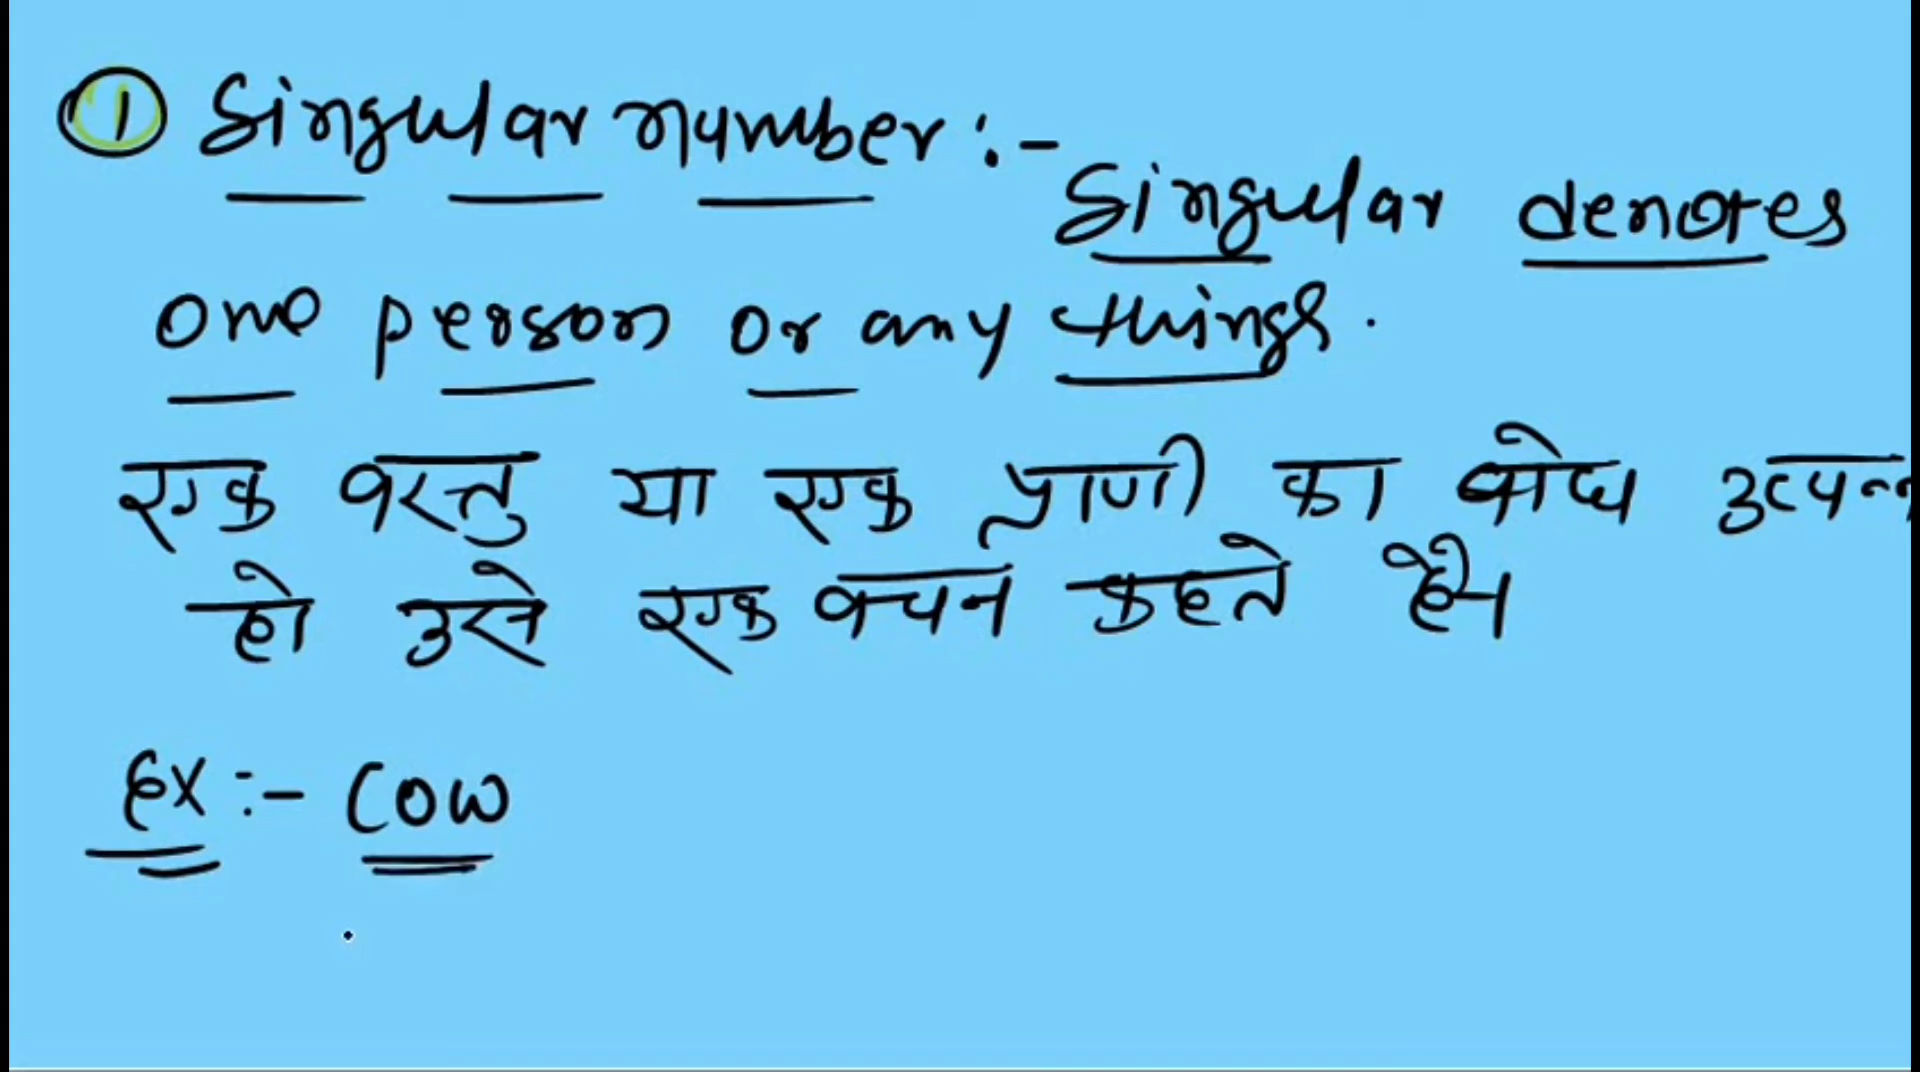 ① Singular number :- Singular denotes
one person or any things.
एक वस्तु या एक प्राणी का बोध उत्पन्न
हो उसे एक वचन कहते है।
Ex :- Cow